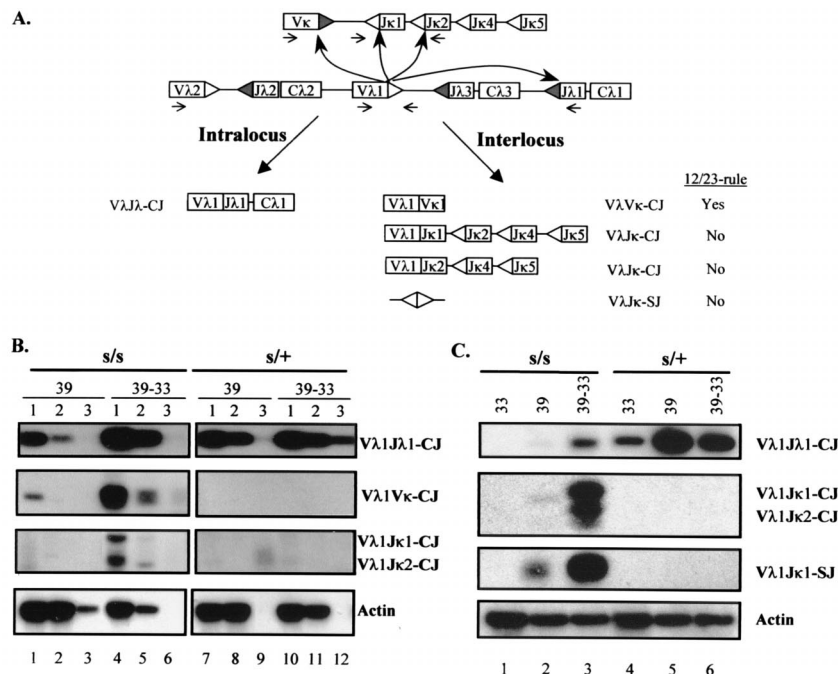 A.
Vκ Jκ1 Jκ2 Jκ4 Jκ5
Vλ2 Jλ2 Cλ2 Vλ1 Jλ3 Cλ3 Jλ1 Cλ1
Intralocus Interlocus
12/23-rule
VλJλ-CJ Vλ1 Jλ1 Cλ1
Vλ1 Vκ1 VλVκ-CJ Yes
Vλ1 Jκ1 Jκ2 Jκ4 Jκ5 VλJκ-CJ No
Vλ1 Jκ2 Jκ4 Jκ5 VλJκ-CJ No
VλJκ-SJ No
B.
s/s s/+
39 39-33 39 39-33
1 2 3 1 2 3 1 2 3 1 2 3
Vλ1Jλ1-CJ
Vλ1Vκ-CJ
Vλ1Jκ1-CJ
Vλ1Jκ2-CJ
Actin
1 2 3 4 5 6 7 8 9 10 11 12
C.
s/s s/+
33 39 39-33 33 39 39-33
Vλ1Jλ1-CJ
Vλ1Jκ1-CJ
Vλ1Jκ2-CJ
Vλ1Jκ1-SJ
Actin
1 2 3 4 5 6